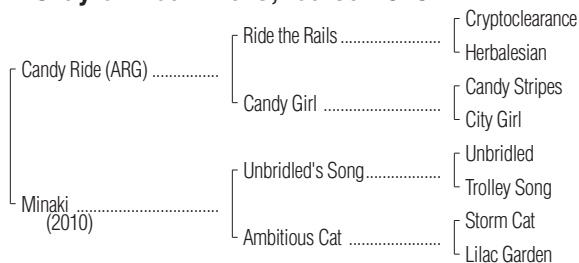 Cryptoclearance
Ride the Rails
Herbalesian
Candy Ride (ARG)
Candy Stripes
Candy Girl
City Girl
Unbridled
Unbridled's Song
Trolley Song
Minaki
(2010)
Storm Cat
Ambitious Cat
Lilac Garden